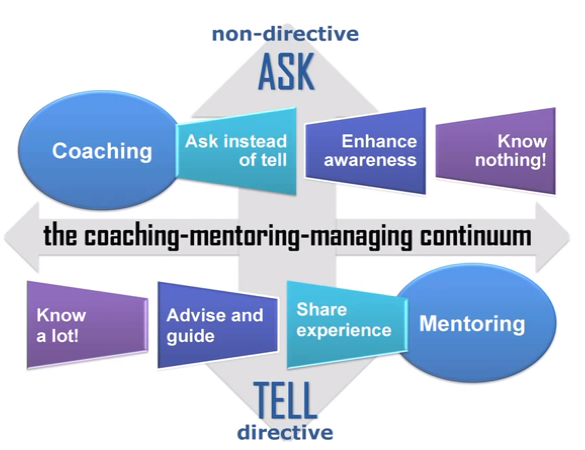 non-directive
ASK
Coaching
Ask instead
of tell
Enhance
awareness
Know
nothing!
the coaching-mentoring-managing continuum
Know
a lot!
Advise and
guide
Share
experience
Mentoring
TELL
directive